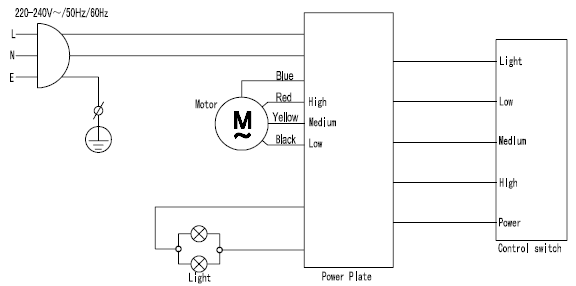 220-240V～/50Hz/60Hz
L
N
E
Blue
Red
High
Motor
M
～
Yellow
Medium
Black
Low
Light
Power Plate
Light
Low
Medium
High
Power
Control switch